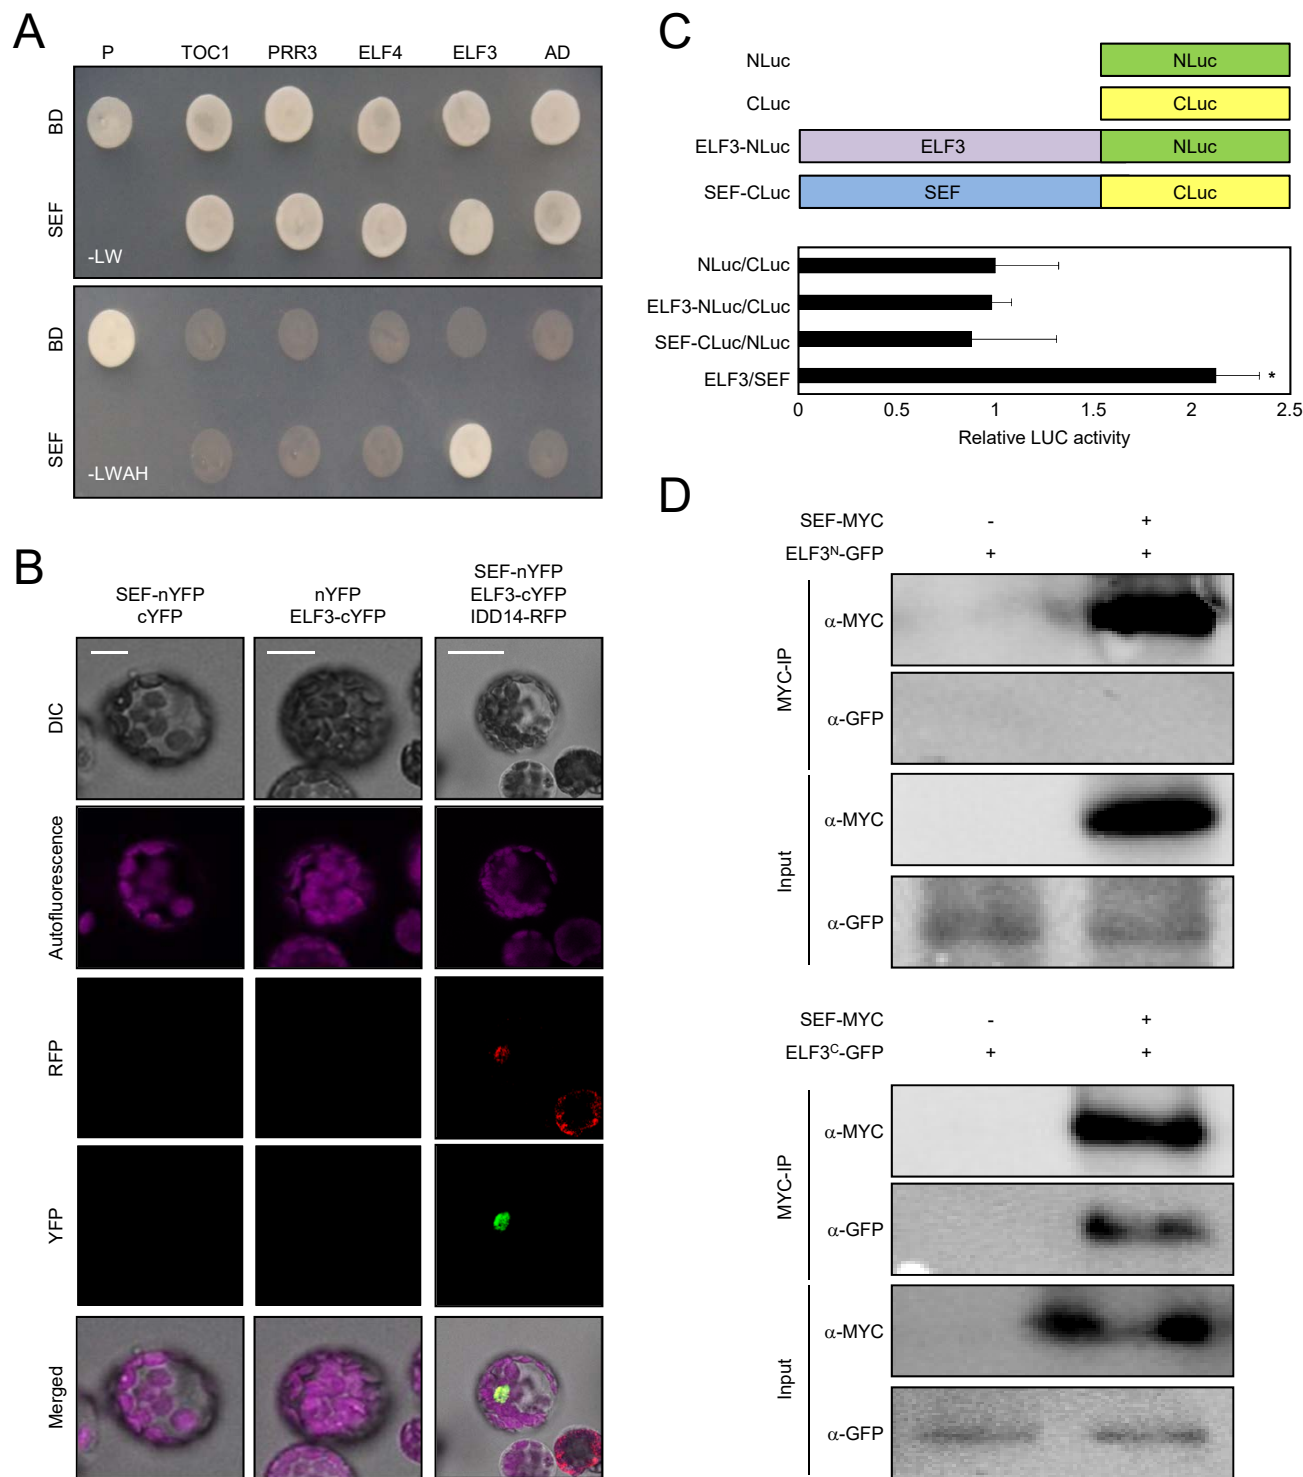 A
P TOC1 PRR3 ELF4 ELF3 AD
BD
SEF
-LW
BD
SEF
-LWAH
B
SEF-nYFP
cYFP
nYFP
ELF3-cYFP
SEF-nYFP
ELF3-cYFP
IDD14-RFP
DIC
Autofluorescence
RFP
YFP
Merged
C
NLuc NLuc
CLuc CLuc
ELF3-NLuc ELF3 NLuc
SEF-CLuc SEF CLuc
NLuc/CLuc
ELF3-NLuc/CLuc
SEF-CLuc/NLuc
ELF3/SEF *
0 0.5 1 1.5 2 2.5
Relative LUC activity
D
SEF-MYC - +
ELF3ᴺ-GFP + +
MYC-IP
α-MYC
α-GFP
Input
α-MYC
α-GFP
SEF-MYC - +
ELF3ᶜ-GFP + +
MYC-IP
α-MYC
α-GFP
Input
α-MYC
α-GFP